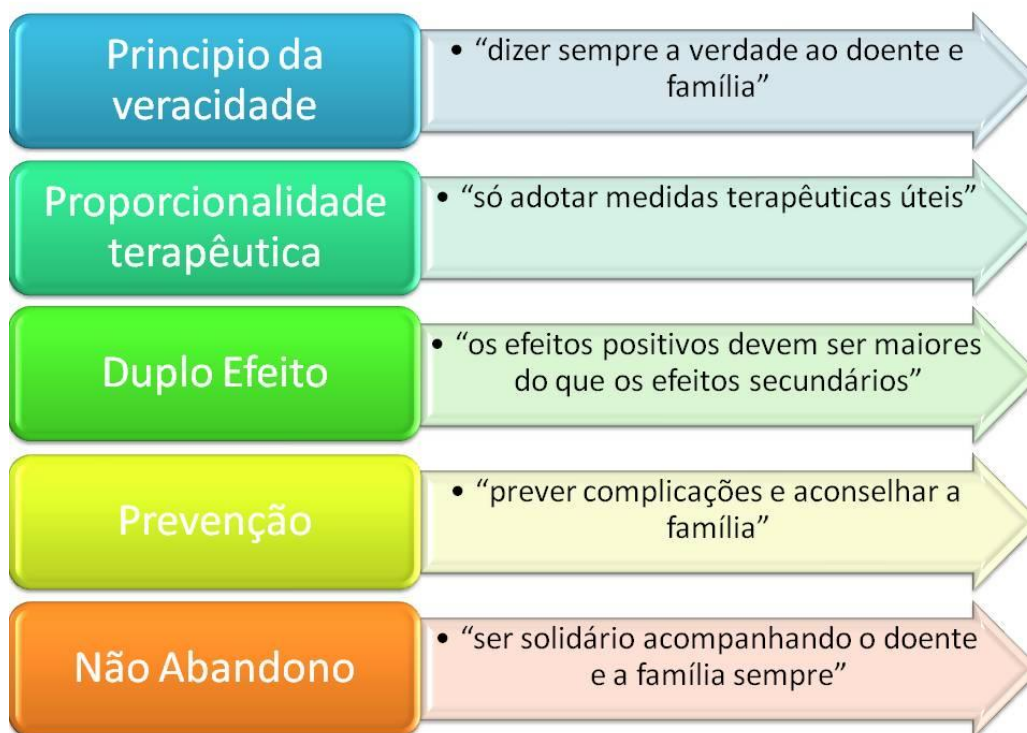 Principio da
veracidade
• “dizer sempre a verdade ao doente e
família”
Proporcionalidade
terapêutica
• “só adotar medidas terapêuticas úteis”
Duplo Efeito
• “os efeitos positivos devem ser maiores
do que os efeitos secundários”
Prevenção
• “prever complicações e aconselhar a
família”
Não Abandono
• “ser solidário acompanhando o doente
e a família sempre”